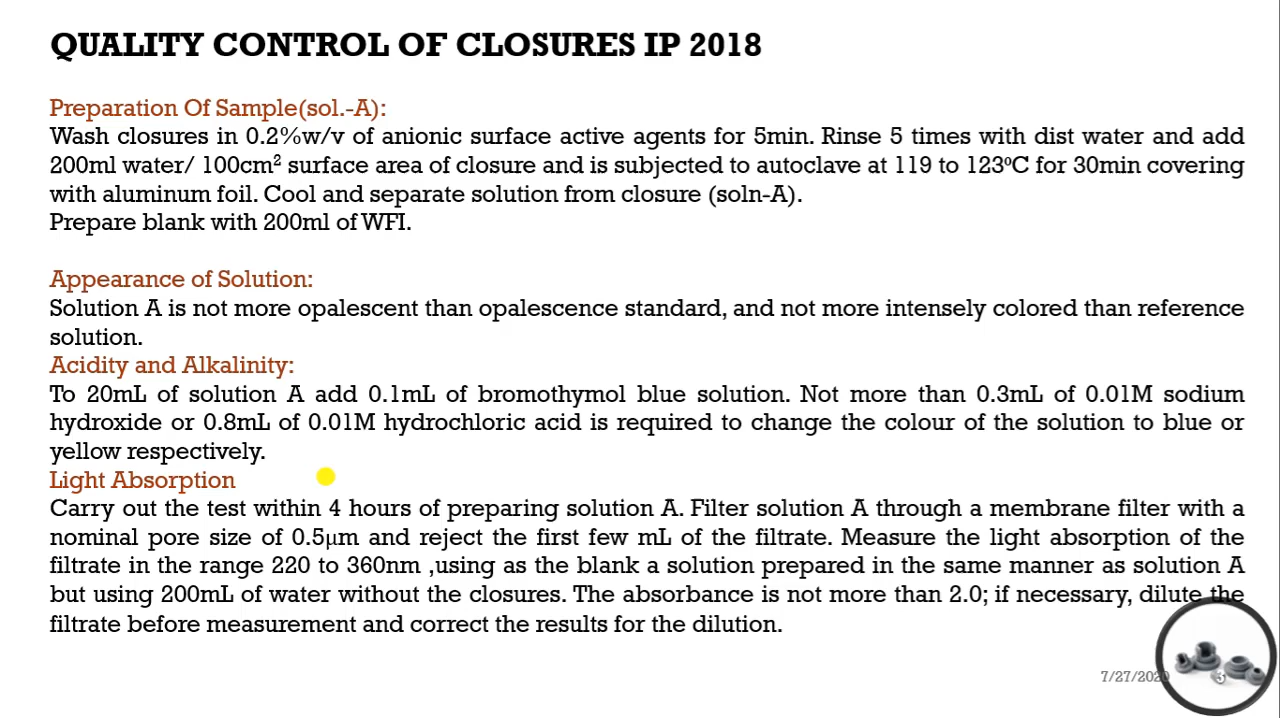 QUALITY CONTROL OF CLOSURES IP 2018
Preparation Of Sample(sol.-A):
Wash closures in 0.2%w/v of anionic surface active agents for 5min. Rinse 5 times with dist water and add
200ml water/ 100cm² surface area of closure and is subjected to autoclave at 119 to 123ºC for 30min covering
with aluminum foil. Cool and separate solution from closure (soln-A).
Prepare blank with 200ml of WFI.
Appearance of Solution:
Solution A is not more opalescent than opalescence standard, and not more intensely colored than reference
solution.
Acidity and Alkalinity:
To 20mL of solution A add 0.1mL of bromothymol blue solution. Not more than 0.3mL of 0.01M sodium
hydroxide or 0.8mL of 0.01M hydrochloric acid is required to change the colour of the solution to blue or
yellow respectively.
Light Absorption
Carry out the test within 4 hours of preparing solution A. Filter solution A through a membrane filter with a
nominal pore size of 0.5µm and reject the first few mL of the filtrate. Measure the light absorption of the
filtrate in the range 220 to 360nm ,using as the blank a solution prepared in the same manner as solution A
but using 200mL of water without the closures. The absorbance is not more than 2.0; if necessary, dilute the
filtrate before measurement and correct the results for the dilution.
7/27/2020 3